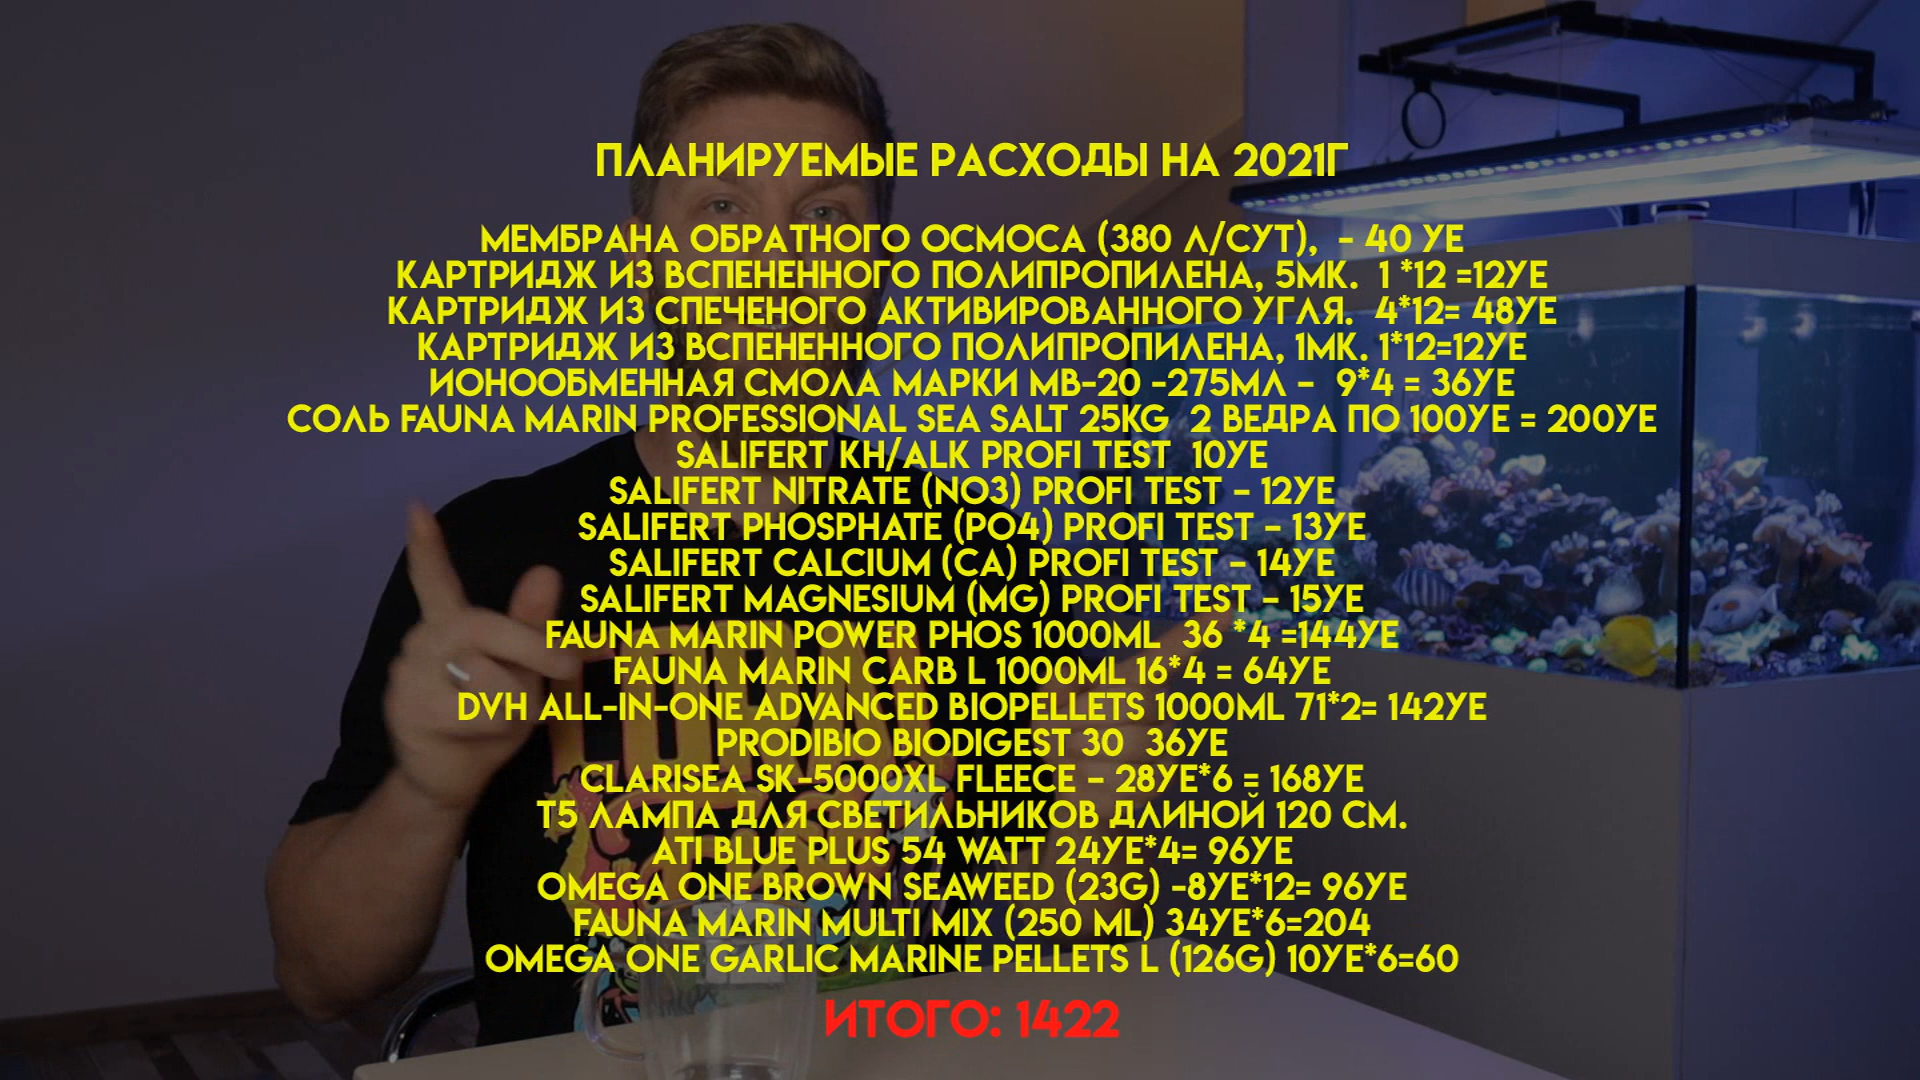 ПЛАНИРУЕМЫЕ РАСХОДЫ НА 2021Г
МЕМБРАНА ОБРАТНОГО ОСМОСА (380 Л/СУТ),  - 40 УЕ
КАРТРИДЖ ИЗ ВСПЕНЕННОГО ПОЛИПРОПИЛЕНА, 5МК.  1 *12 =12УЕ
КАРТРИДЖ ИЗ СПЕЧЕНОГО АКТИВИРОВАННОГО УГЛЯ.  4*12= 48УЕ
КАРТРИДЖ ИЗ ВСПЕНЕННОГО ПОЛИПРОПИЛЕНА, 1МК. 1*12=12УЕ
ИОНООБМЕННАЯ СМОЛА МАРКИ МВ-20 -275МЛ –  9*4 = 36УЕ
СОЛЬ FAUNA MARIN PROFESSIONAL SEA SALT 25KG  2 ВЕДРА ПО 100УЕ = 200УЕ
SALIFERT KH/ALK PROFI TEST  10УЕ
SALIFERT NITRATE (NO3) PROFI TEST – 12УЕ
SALIFERT PHOSPHATE (PO4) PROFI TEST – 13УЕ
SALIFERT CALCIUM (CA) PROFI TEST – 14УЕ
SALIFERT MAGNESIUM (MG) PROFI TEST – 15УЕ
FAUNA MARIN POWER PHOS 1000ML  36 *4 =144УЕ
FAUNA MARIN CARB L 1000ML 16*4 = 64УЕ
DVH ALL-IN-ONE ADVANCED BIOPELLETS 1000ML 71*2= 142УЕ
PRODIBIO BIODIGEST 30  36УЕ
CLARISEA SK-5000XL FLEECE – 28УЕ*6 = 168УЕ
Т5 ЛАМПА ДЛЯ СВЕТИЛЬНИКОВ ДЛИНОЙ 120 СМ.
ATI BLUE PLUS 54 WATT 24УЕ*4= 96УЕ
OMEGA ONE BROWN SEAWEED (23G) -8УЕ*12= 96УЕ
FAUNA MARIN MULTI MIX (250 ML) 34УЕ*6=204
OMEGA ONE GARLIC MARINE PELLETS L (126G) 10УЕ*6=60
ИТОГО: 1422